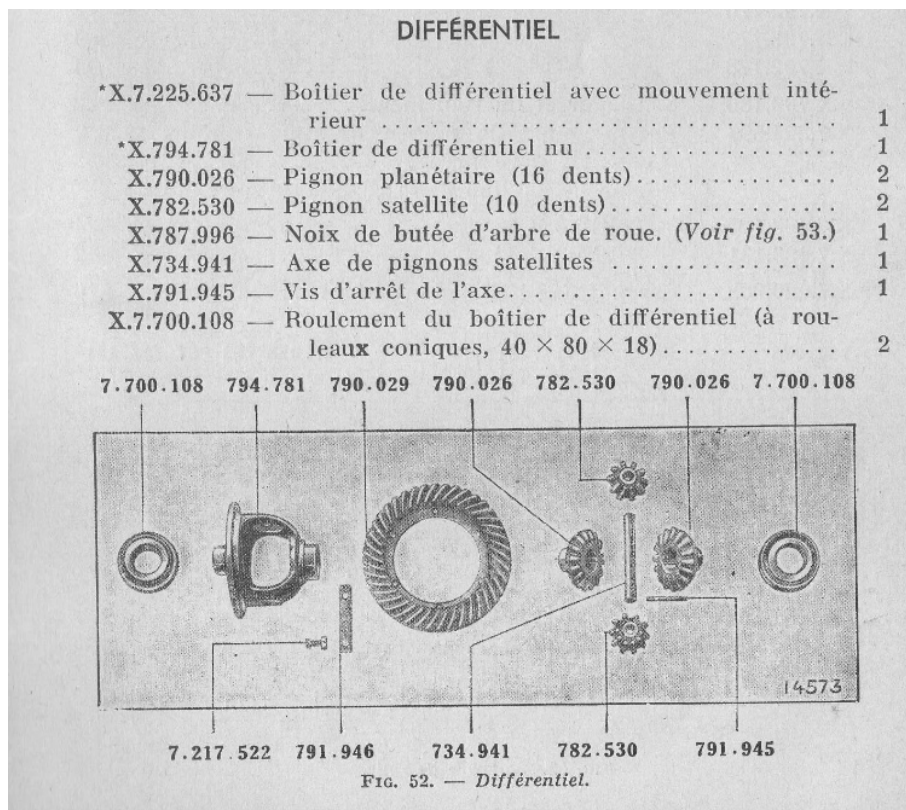 DIFFÉRENTIEL
*X.7.225.637 — Boîtier de différentiel avec mouvement inté-
rieur ..................................... 1
*X.794.781 — Boîtier de différentiel nu ..................... 1
X.790.026 — Pignon planétaire (16 dents)................. 2
X.782.530 — Pignon satellite (10 dents)................... 2
X.787.996 — Noix de butée d'arbre de roue. (Voir fig. 53.) 1
X.734.941 — Axe de pignons satellites ................... 1
X.791.945 — Vis d'arrêt de l'axe........................... 1
X.7.700.108 — Roulement du boîtier de différentiel (à rou-
leaux coniques, 40 × 80 × 18).............. 2
7.700.108 794.781 790.029 790.026 782.530 790.026 7.700.108
14573
7.217.522 791.946 734.941 782.530 791.945
FIG. 52. — Différentiel.